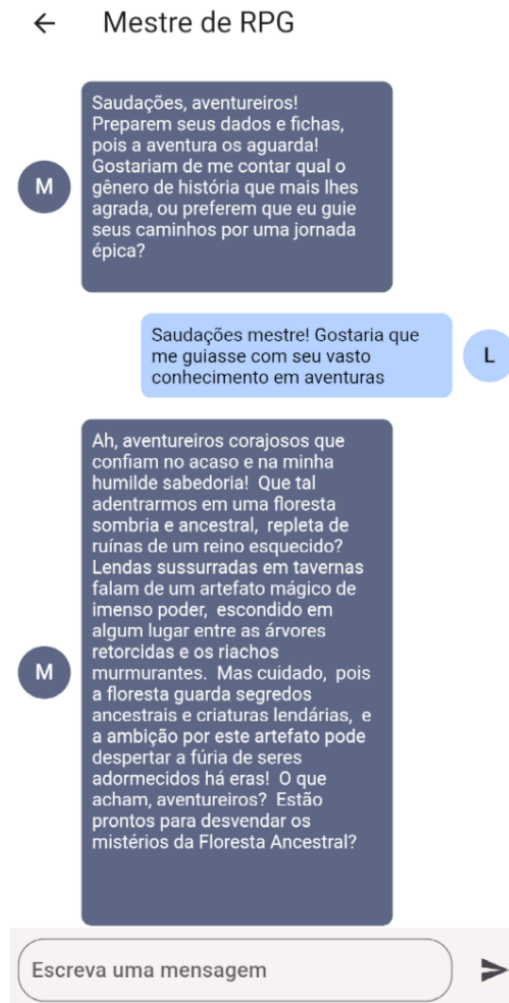 Mestre de RPG
Saudações, aventureiros!
Preparem seus dados e fichas,
pois a aventura os aguarda!
Gostariam de me contar qual o
gênero de história que mais lhes
agrada, ou preferem que eu guie
seus caminhos por uma jornada
épica?
M
Saudações mestre! Gostaria que
me guiasse com seu vasto
conhecimento em aventuras
L
Ah, aventureiros corajosos que
confiam no acaso e na minha
humilde sabedoria! Que tal
adentrarmos em uma floresta
sombria e ancestral, repleta de
ruínas de um reino esquecido?
Lendas sussurradas em tavernas
falam de um artefato mágico de
imenso poder, escondido em
algum lugar entre as árvores
retorcidas e os riachos
murmurantes. Mas cuidado, pois
a floresta guarda segredos
ancestrais e criaturas lendárias, e
a ambição por este artefato pode
despertar a fúria de seres
adormecidos há eras! O que
acham, aventureiros? Estão
prontos para desvendar os
mistérios da Floresta Ancestral?
M
Escreva uma mensagem